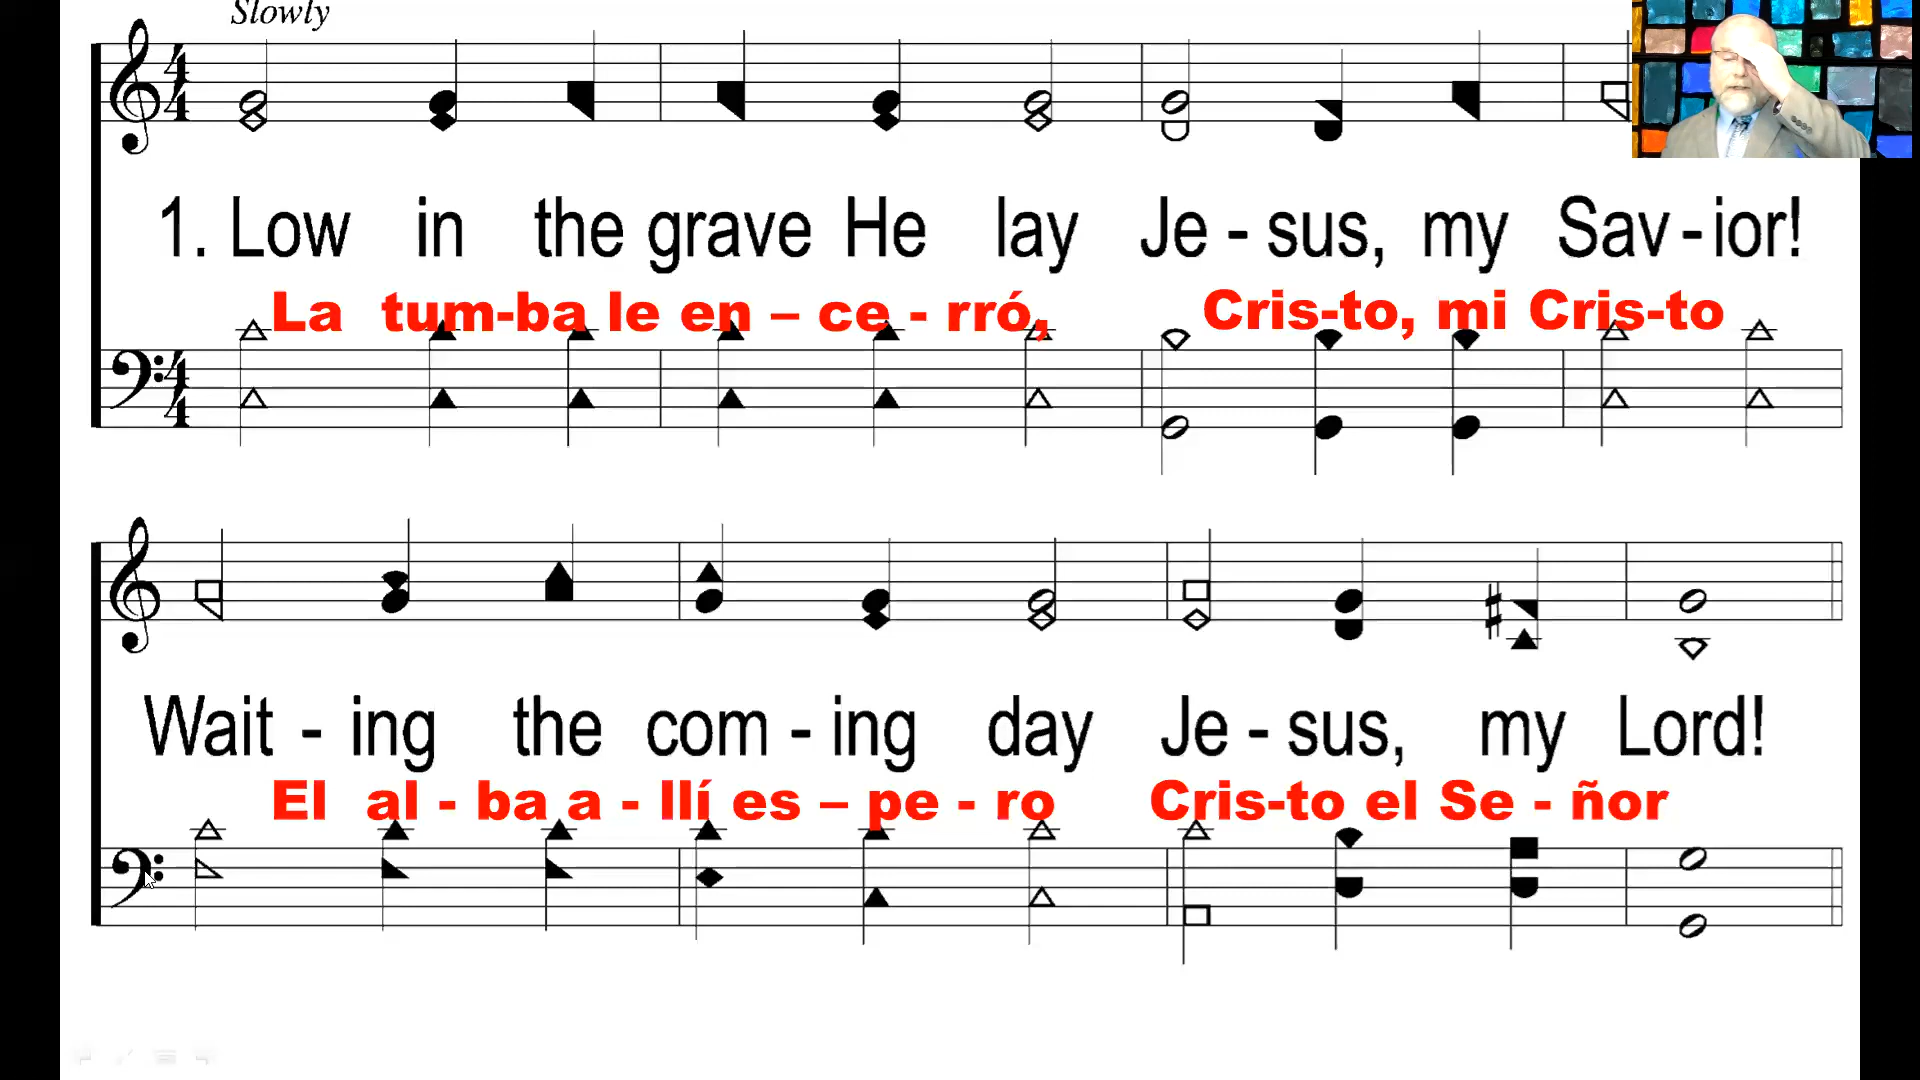 Slowly
1. Low in the grave He lay Je - sus, my Sav - ior!
La tum-ba le en – ce - rró, Cris-to, mi Cris-to
Wait - ing the com - ing day Je - sus, my Lord!
El al - ba a - llí es – pe - ro Cris-to el Se - ñor